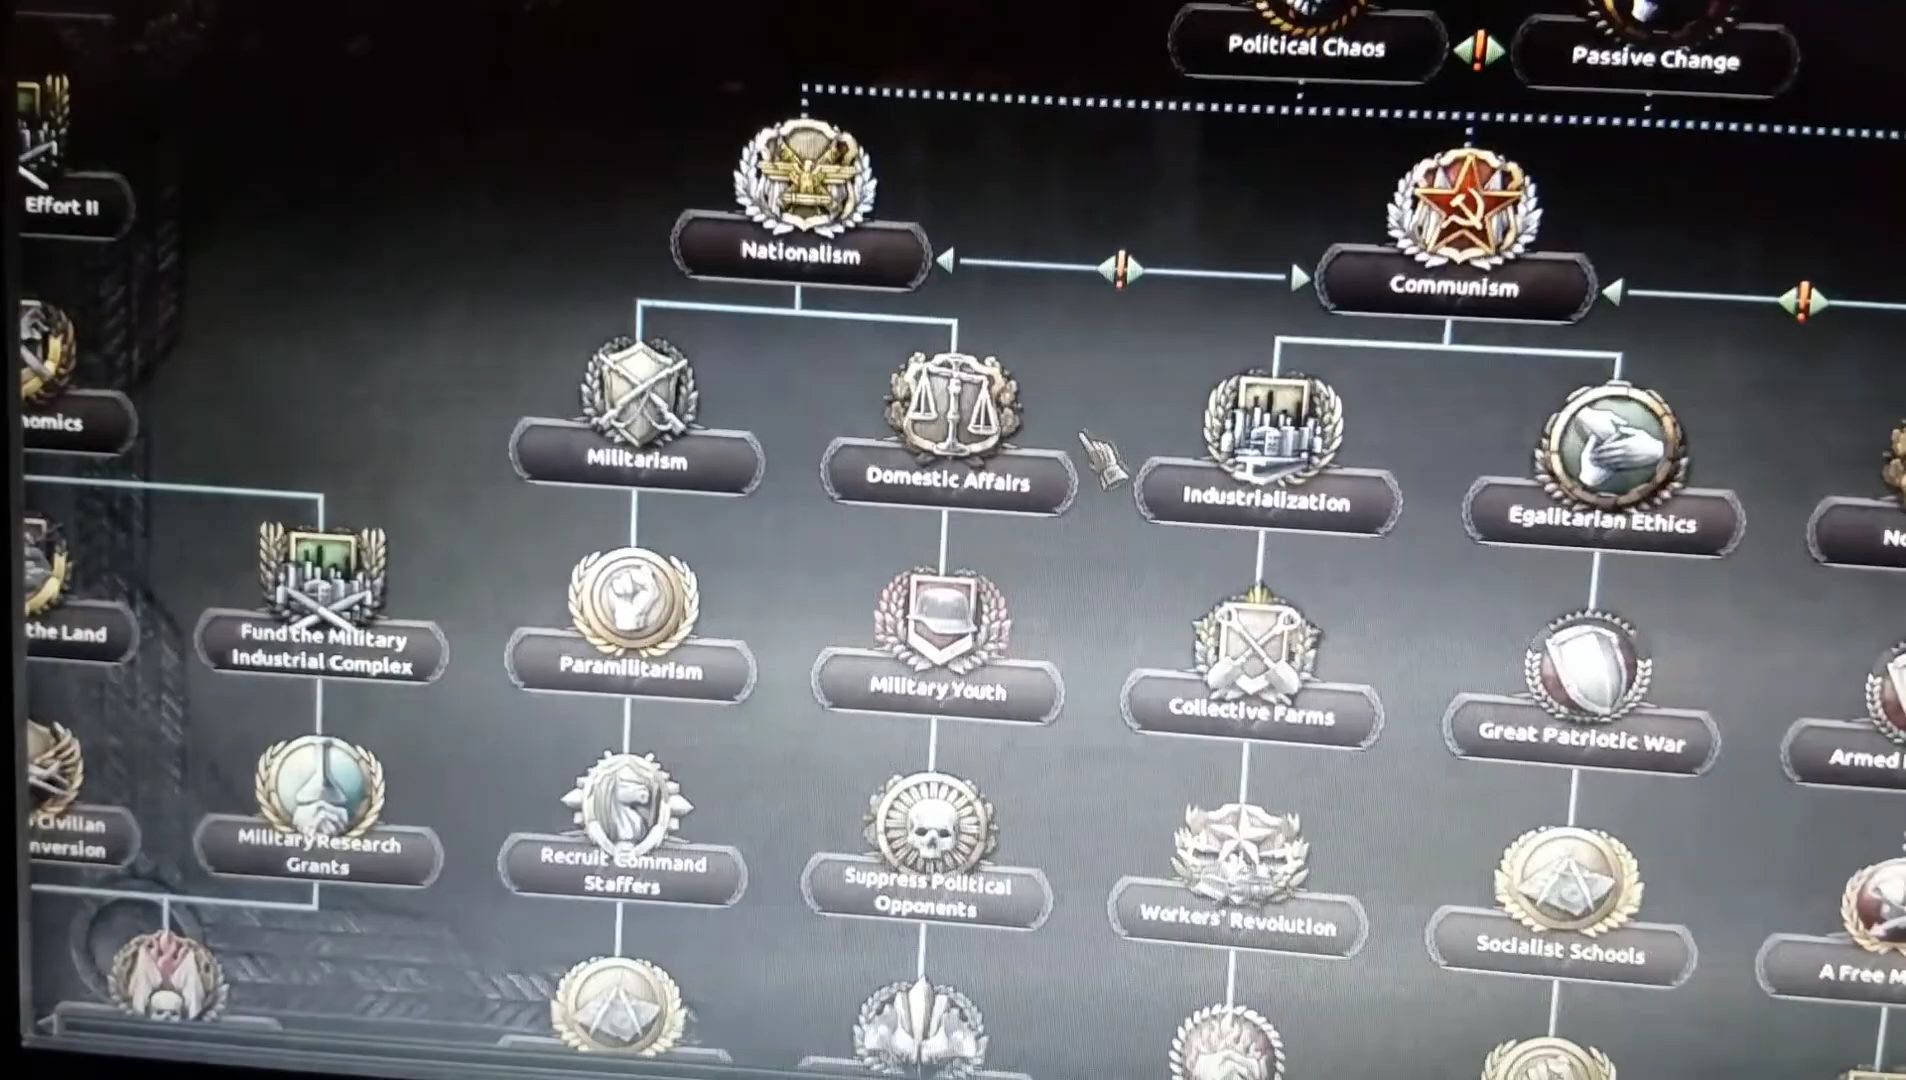 Political Chaos
Passive Change
Effort II
Nationalism
Communism
Militarism
Domestic Affairs
Industrialization
Egalitarian Ethics
the Land
Fund the Military
Industrial Complex
Paramilitarism
Military Youth
Collective Farms
Great Patriotic War
Armed
Civilian
Military Research
Grants
Recruit Command
Staffers
Suppress Political
Opponents
Workers' Revolution
Socialist Schools
A Free